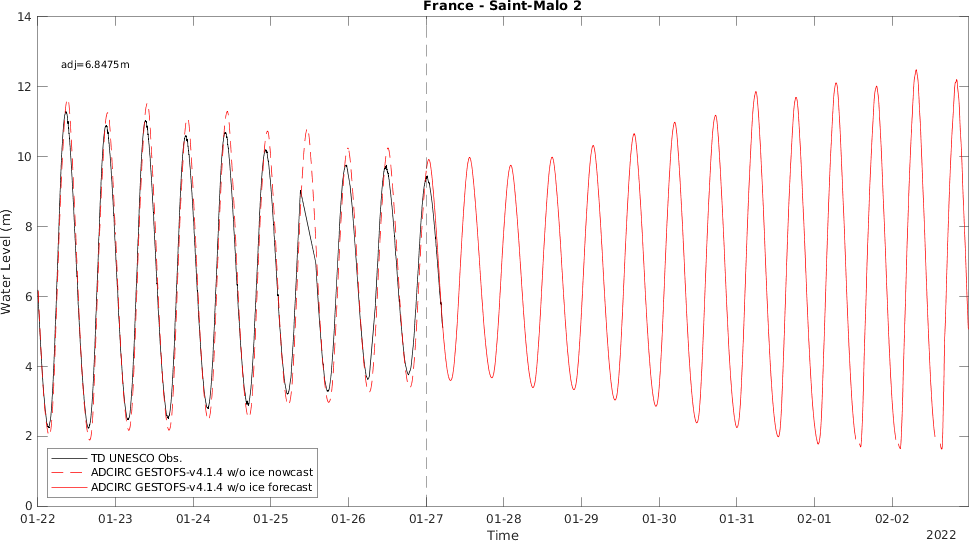 France - Saint-Malo 2
adj=6.8475m
14
12
10
8
6
4
2
0
Water Level (m)
TD UNESCO Obs.
ADCIRC GESTOFS-v4.1.4 w/o ice nowcast
ADCIRC GESTOFS-v4.1.4 w/o ice forecast
01-22 01-23 01-24 01-25 01-26 01-27 01-28 01-29 01-30 01-31 02-01 02-02
Time
2022